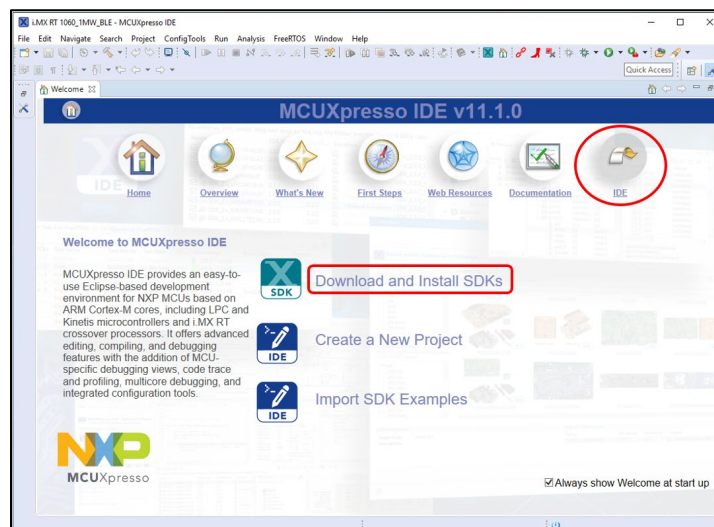 i.MX RT 1060_1MW_BLE - MCUXpresso IDE
File Edit Navigate Search Project ConfigTools Run Analysis FreeRTOS Window Help
Quick Access
Welcome
MCUXpresso IDE v11.1.0
Home Overview What's New First Steps Web Resources Documentation IDE
Welcome to MCUXpresso IDE
MCUXpresso IDE provides an easy-to-
use Eclipse-based development
environment for NXP MCUs based on
ARM Cortex-M cores, including LPC and
Kinetis microcontrollers and i.MX RT
crossover processors. It offers advanced
editing, compiling, and debugging
features with the addition of MCU-
specific debugging views, code trace
and profiling, multicore debugging, and
integrated configuration tools.
X
SDK
Download and Install SDKs
IDE
Create a New Project
IDE
Import SDK Examples
NXP
MCUXpresso
Always show Welcome at start up